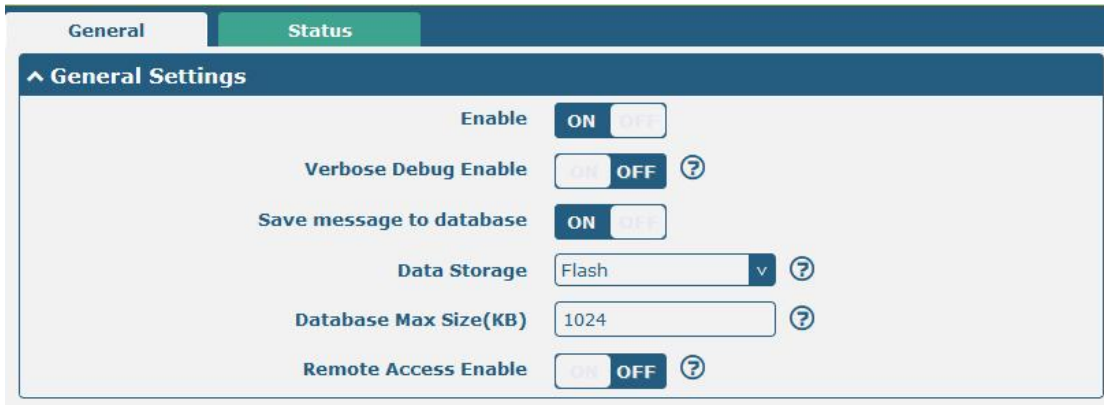 General Status
General Settings
Enable ON OFF
Verbose Debug Enable ON OFF ?
Save message to database ON OFF
Data Storage Flash v ?
Database Max Size(KB) 1024 ?
Remote Access Enable ON OFF ?